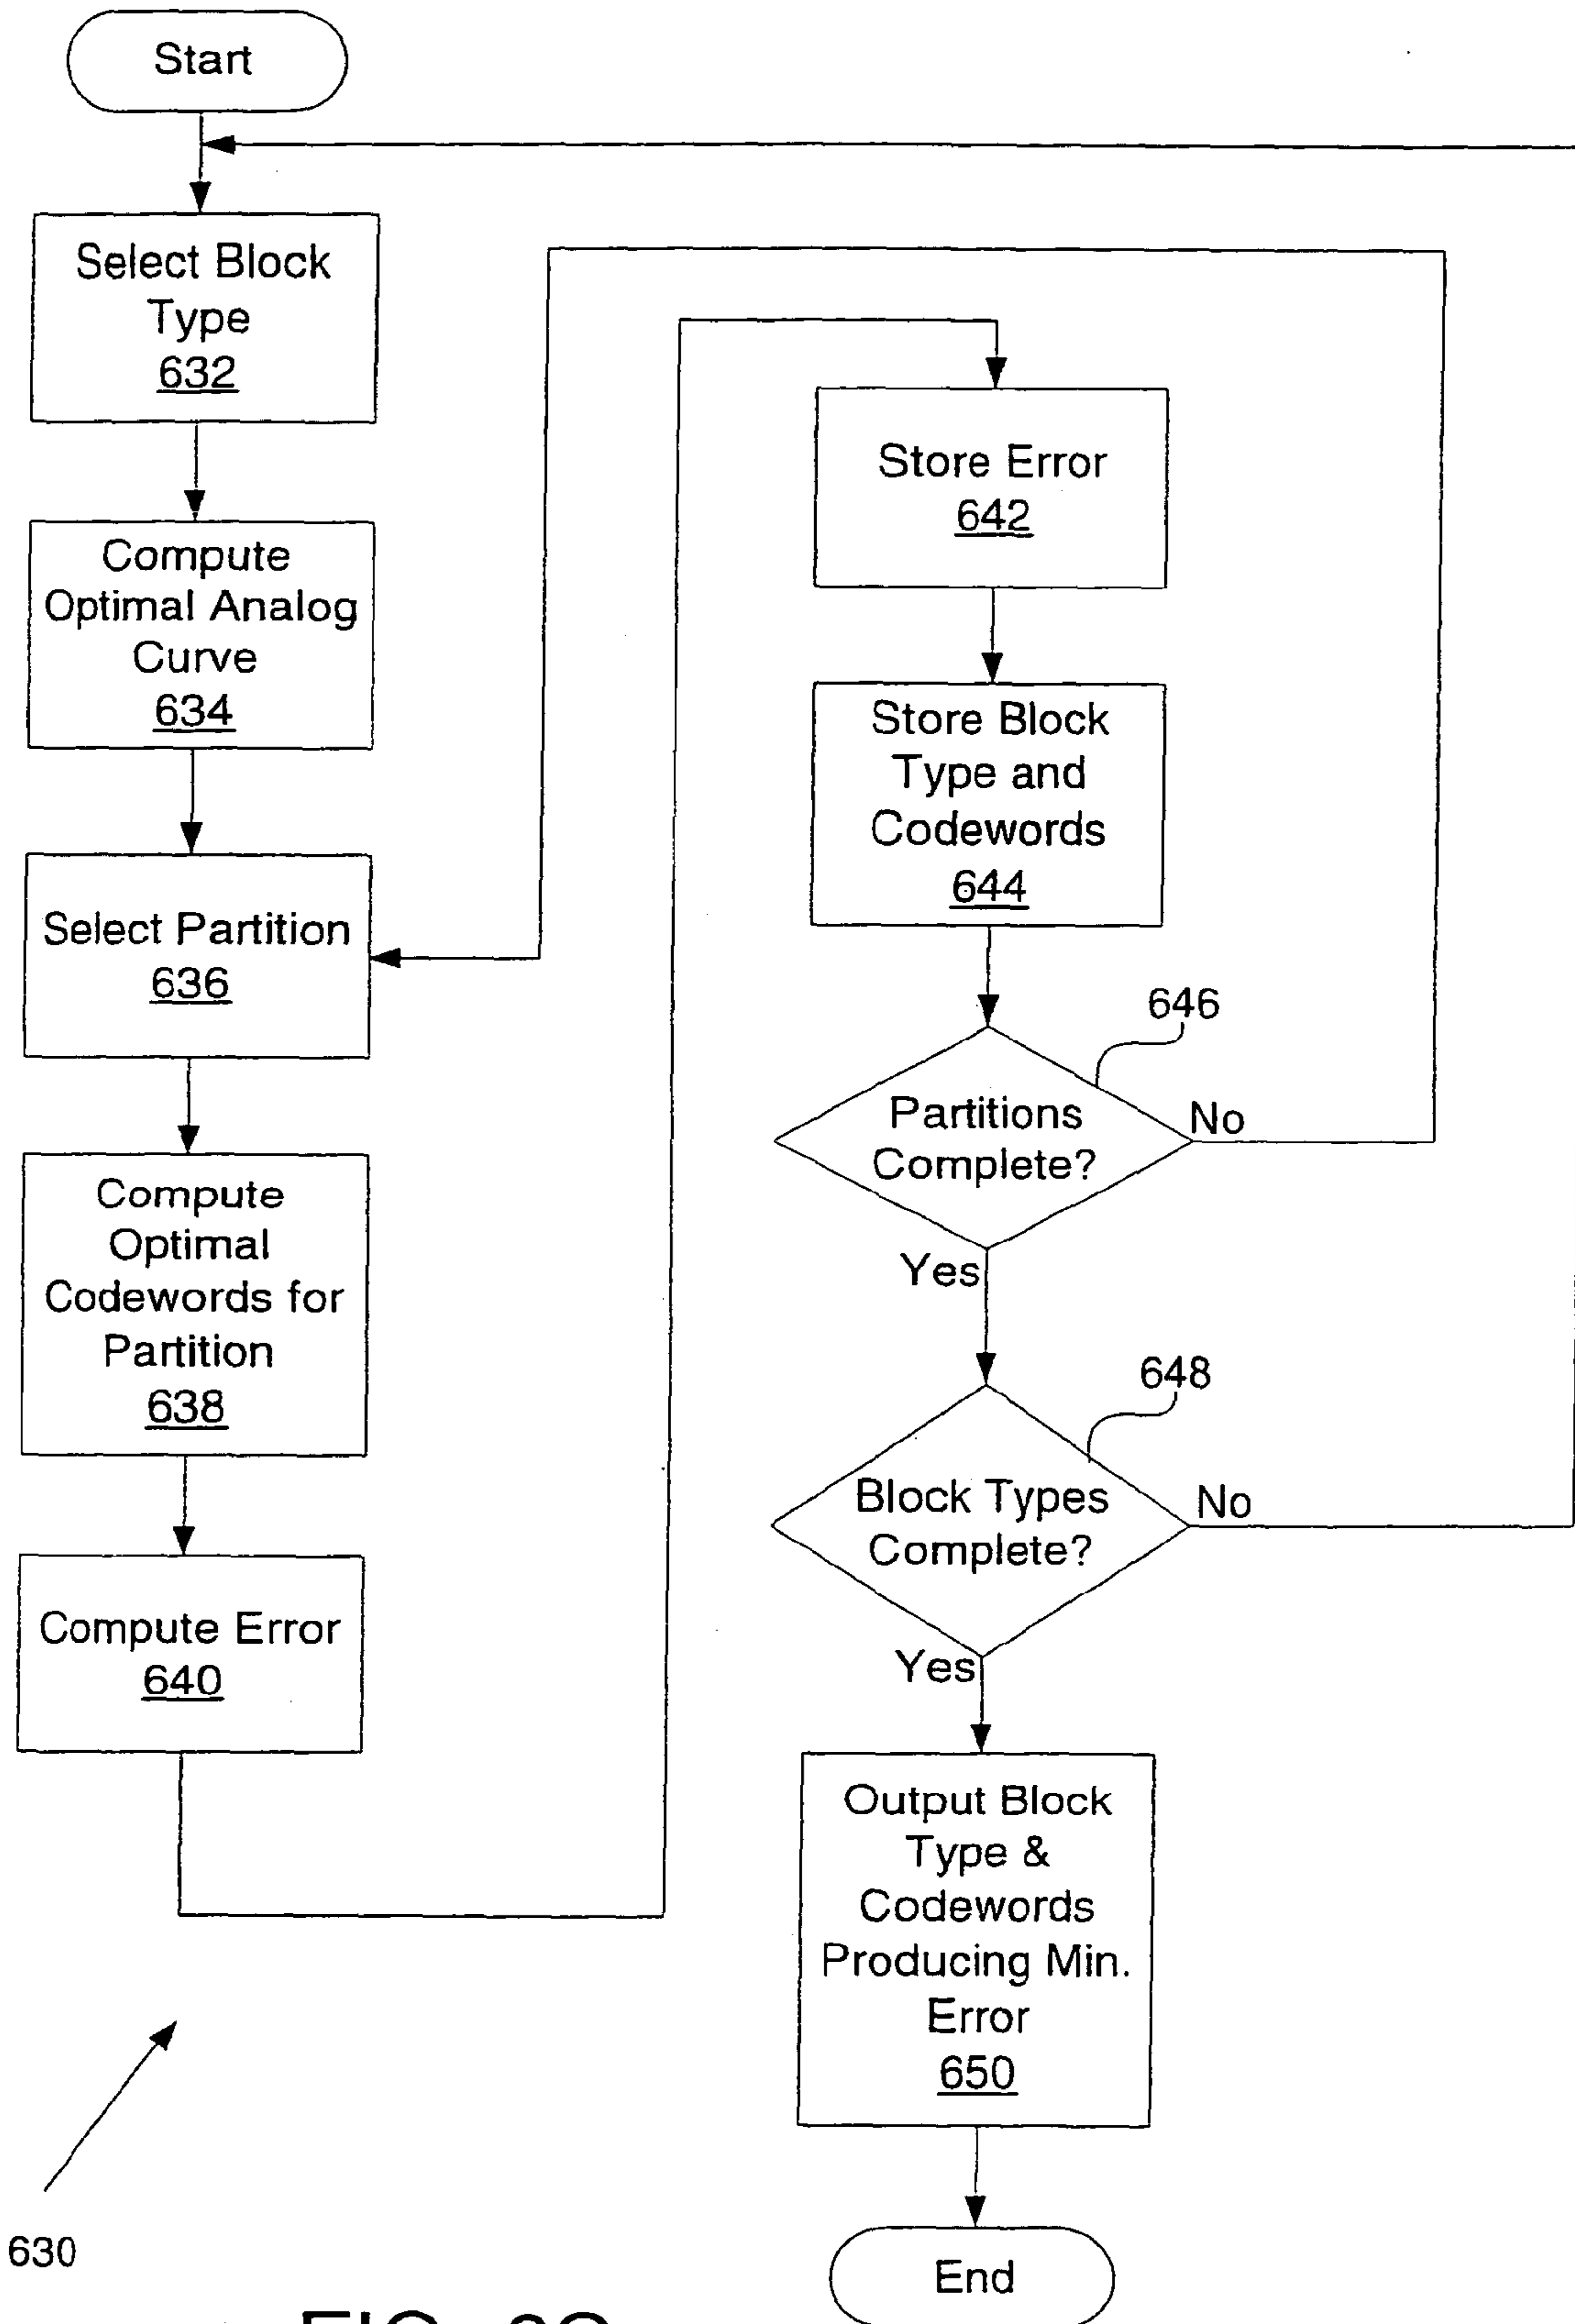 Start
Select Block
Type
632
Compute
Optimal Analog
Curve
634
Select Partition
636
Compute
Optimal
Codewords for
Partition
638
Compute Error
640
Store Error
642
Store Block
Type and
Codewords
644
646
Partitions
Complete?
No
Yes
648
Block Types
Complete?
No
Yes
Output Block
Type &
Codewords
Producing Min.
Error
650
End
630